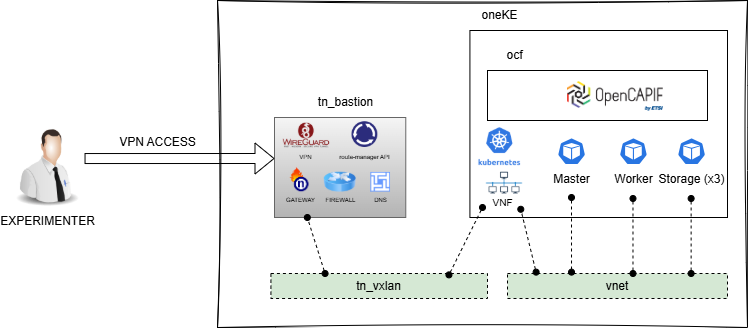 oneKE
ocf
OpenCAPIF
by ETSI
tn_bastion
WIREGUARD
VPN
route-manager API
GATEWAY
FIREWALL
DNS
VPN ACCESS
EXPERIMENTER
kubernetes
VNF
Master
Worker
Storage (x3)
tn_vxlan
vnet